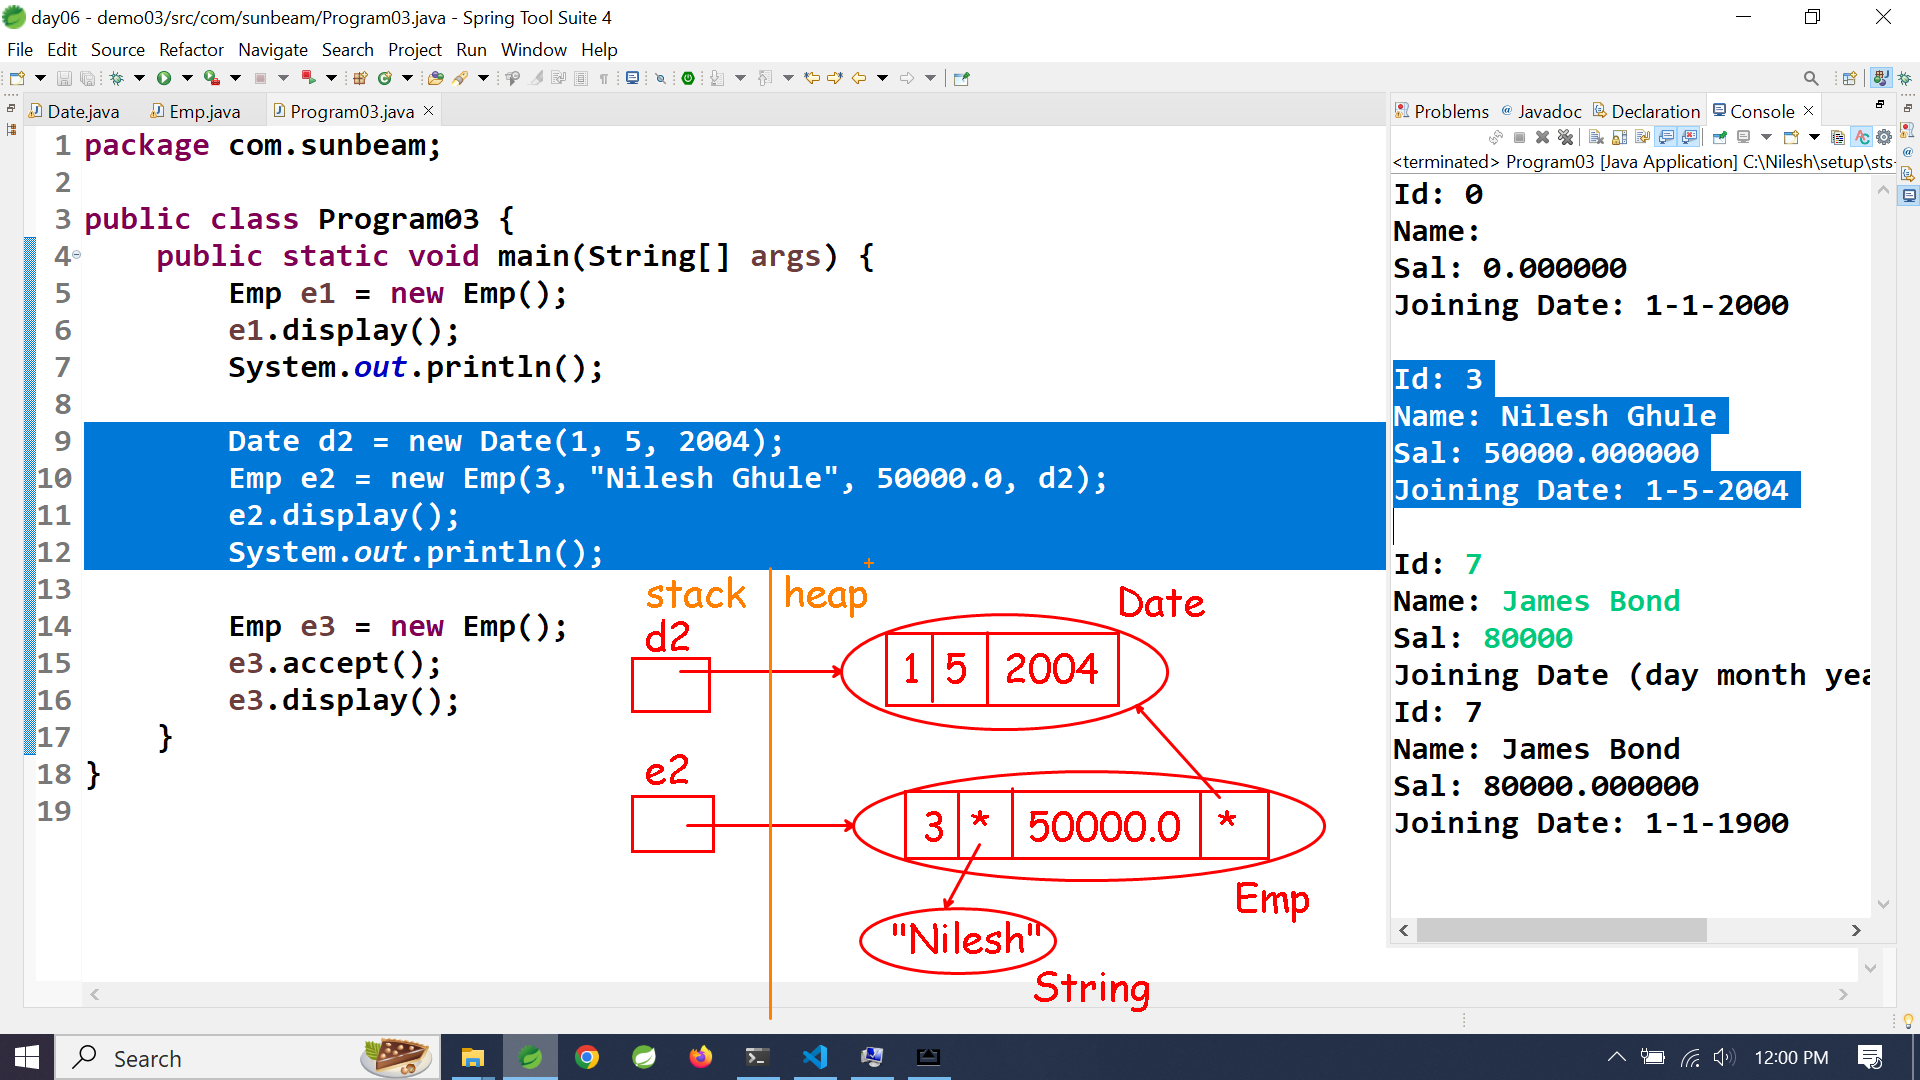 day06 - demo03/src/com/sunbeam/Program03.java - Spring Tool Suite 4
File Edit Source Refactor Navigate Search Project Run Window Help
Date.java Emp.java Program03.java
1 package com.sunbeam;
2
3 public class Program03 {
4 public static void main(String[] args) {
5 Emp e1 = new Emp();
6 e1.display();
7 System.out.println();
8
9 Date d2 = new Date(1, 5, 2004);
10 Emp e2 = new Emp(3, "Nilesh Ghule", 50000.0, d2);
11 e2.display();
12 System.out.println();
13
14 Emp e3 = new Emp();
15 e3.accept();
16 e3.display();
17 }
18 }
19
stack heap
d2
Date
1 5 2004
e2
3 * 50000.0 *
Emp
"Nilesh"
String
Problems Javadoc Declaration Console
<terminated> Program03 [Java Application] C:\Nilesh\setup\sts-
Id: 0
Name:
Sal: 0.000000
Joining Date: 1-1-2000
Id: 3
Name: Nilesh Ghule
Sal: 50000.000000
Joining Date: 1-5-2004
Id: 7
Name: James Bond
Sal: 80000
Joining Date (day month yea
Id: 7
Name: James Bond
Sal: 80000.000000
Joining Date: 1-1-1900
Search
12:00 PM